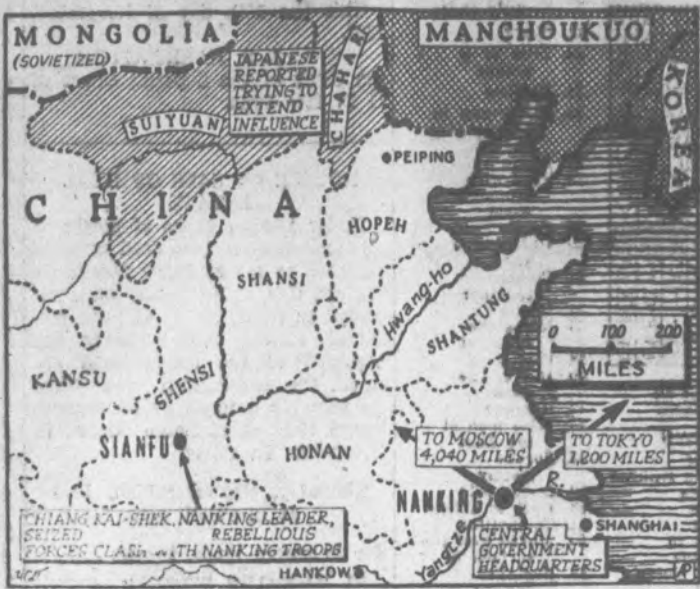 MONGOLIA
(SOVIETIZED)
MANCHOUKUO
KOREA
JAPANESE
REPORTED
TRYING TO
EXTEND
INFLUENCE
CHAHAR
SUIYUAN
PEIPING
CHINA
HOPEH
SHANSI
Hwang-ho
SHANTUNG
0 100 200
MILES
KANSU
SHENSI
SIANFU
HONAN
TO MOSCOW
4,040 MILES
TO TOKYO
1,200 MILES
NANKING
R.
SHANGHAI
CHIANG KAI-SHEK, NANKING LEADER,
SEIZED REBELLIOUS
FORCES CLASH WITH NANKING TROOPS
CENTRAL
GOVERNMENT
HEADQUARTERS
Yangtze
HANKOW